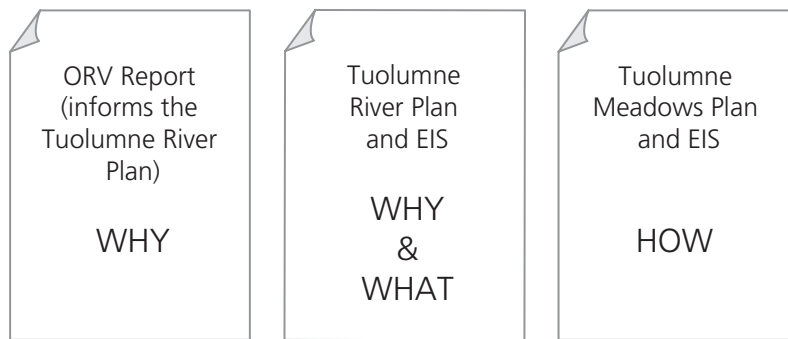 ORV Report
(informs the
Tuolumne River
Plan)
WHY
Tuolumne
River Plan
and EIS
WHY
&
WHAT
Tuolumne
Meadows Plan
and EIS
HOW